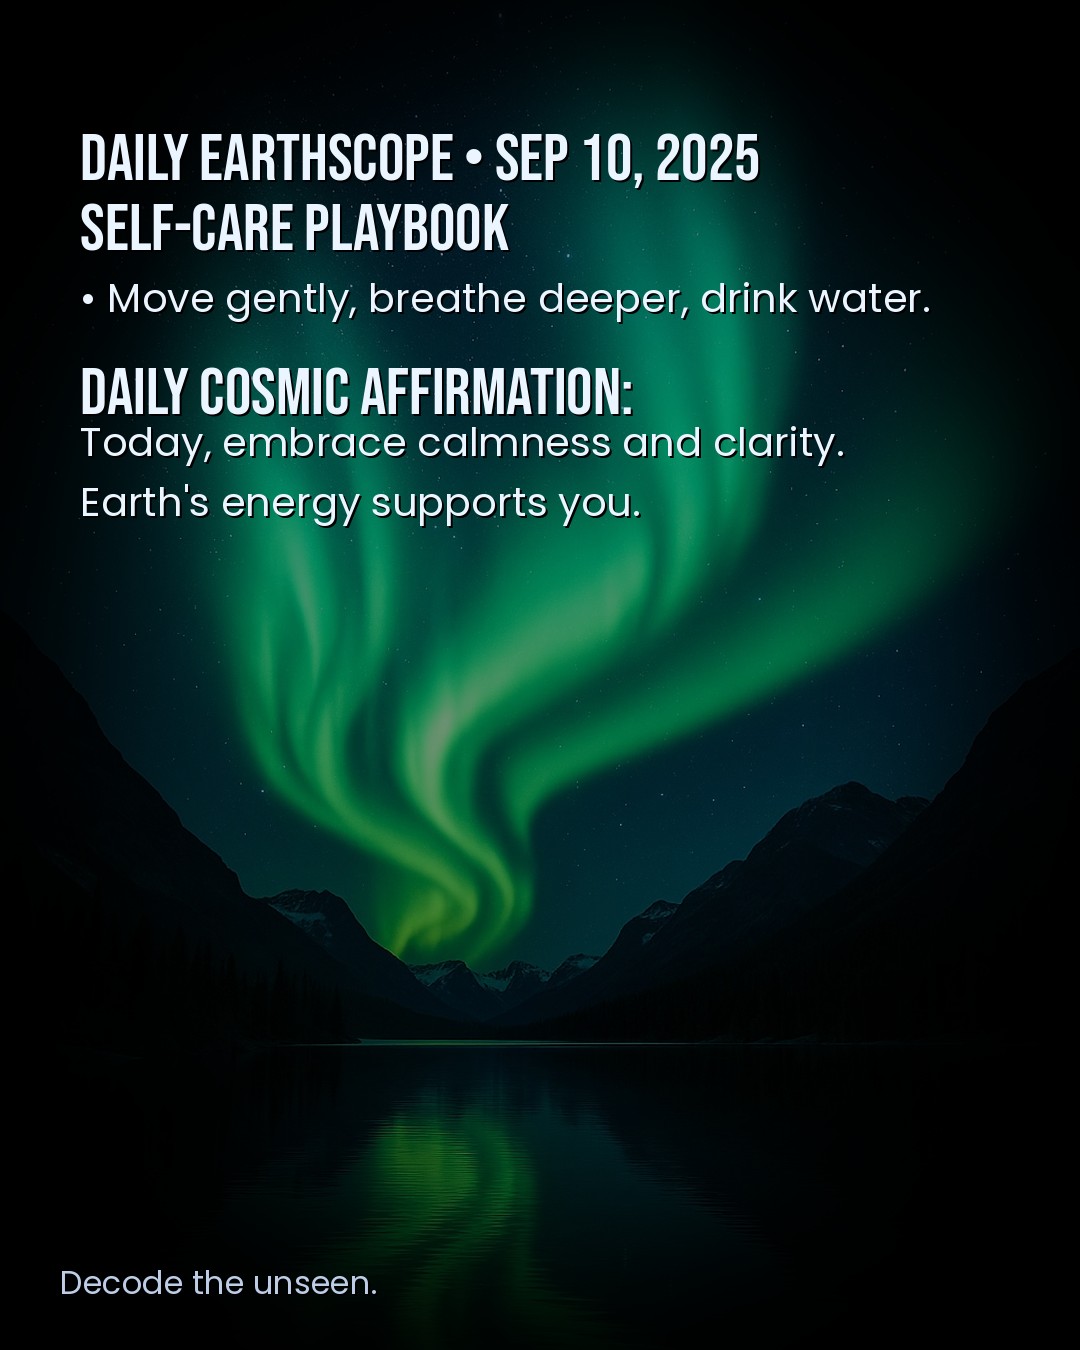 DAILY EARTHSCOPE • SEP 10, 2025
SELF-CARE PLAYBOOK
• Move gently, breathe deeper, drink water.
DAILY COSMIC AFFIRMATION:
Today, embrace calmness and clarity.
Earth's energy supports you.
Decode the unseen.